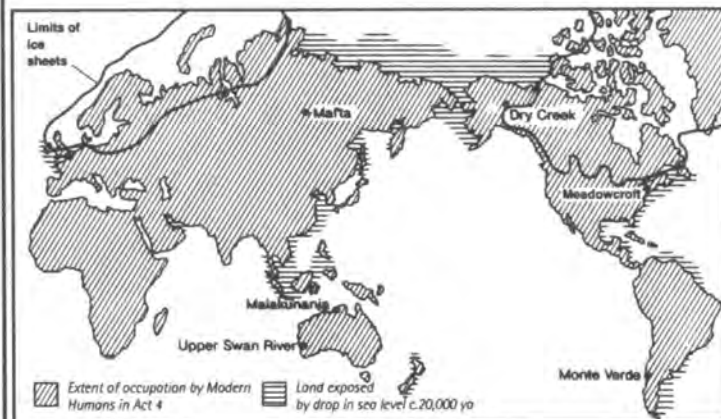 Limits of
ice
sheets
Mal'ta
Dry Creek
Meadowcroft
Malakunanja
Upper Swan River
Monte Verde
Extent of occupation by Modern
Humans in Act 4
Land exposed
by drop in sea level c.20,000 ya